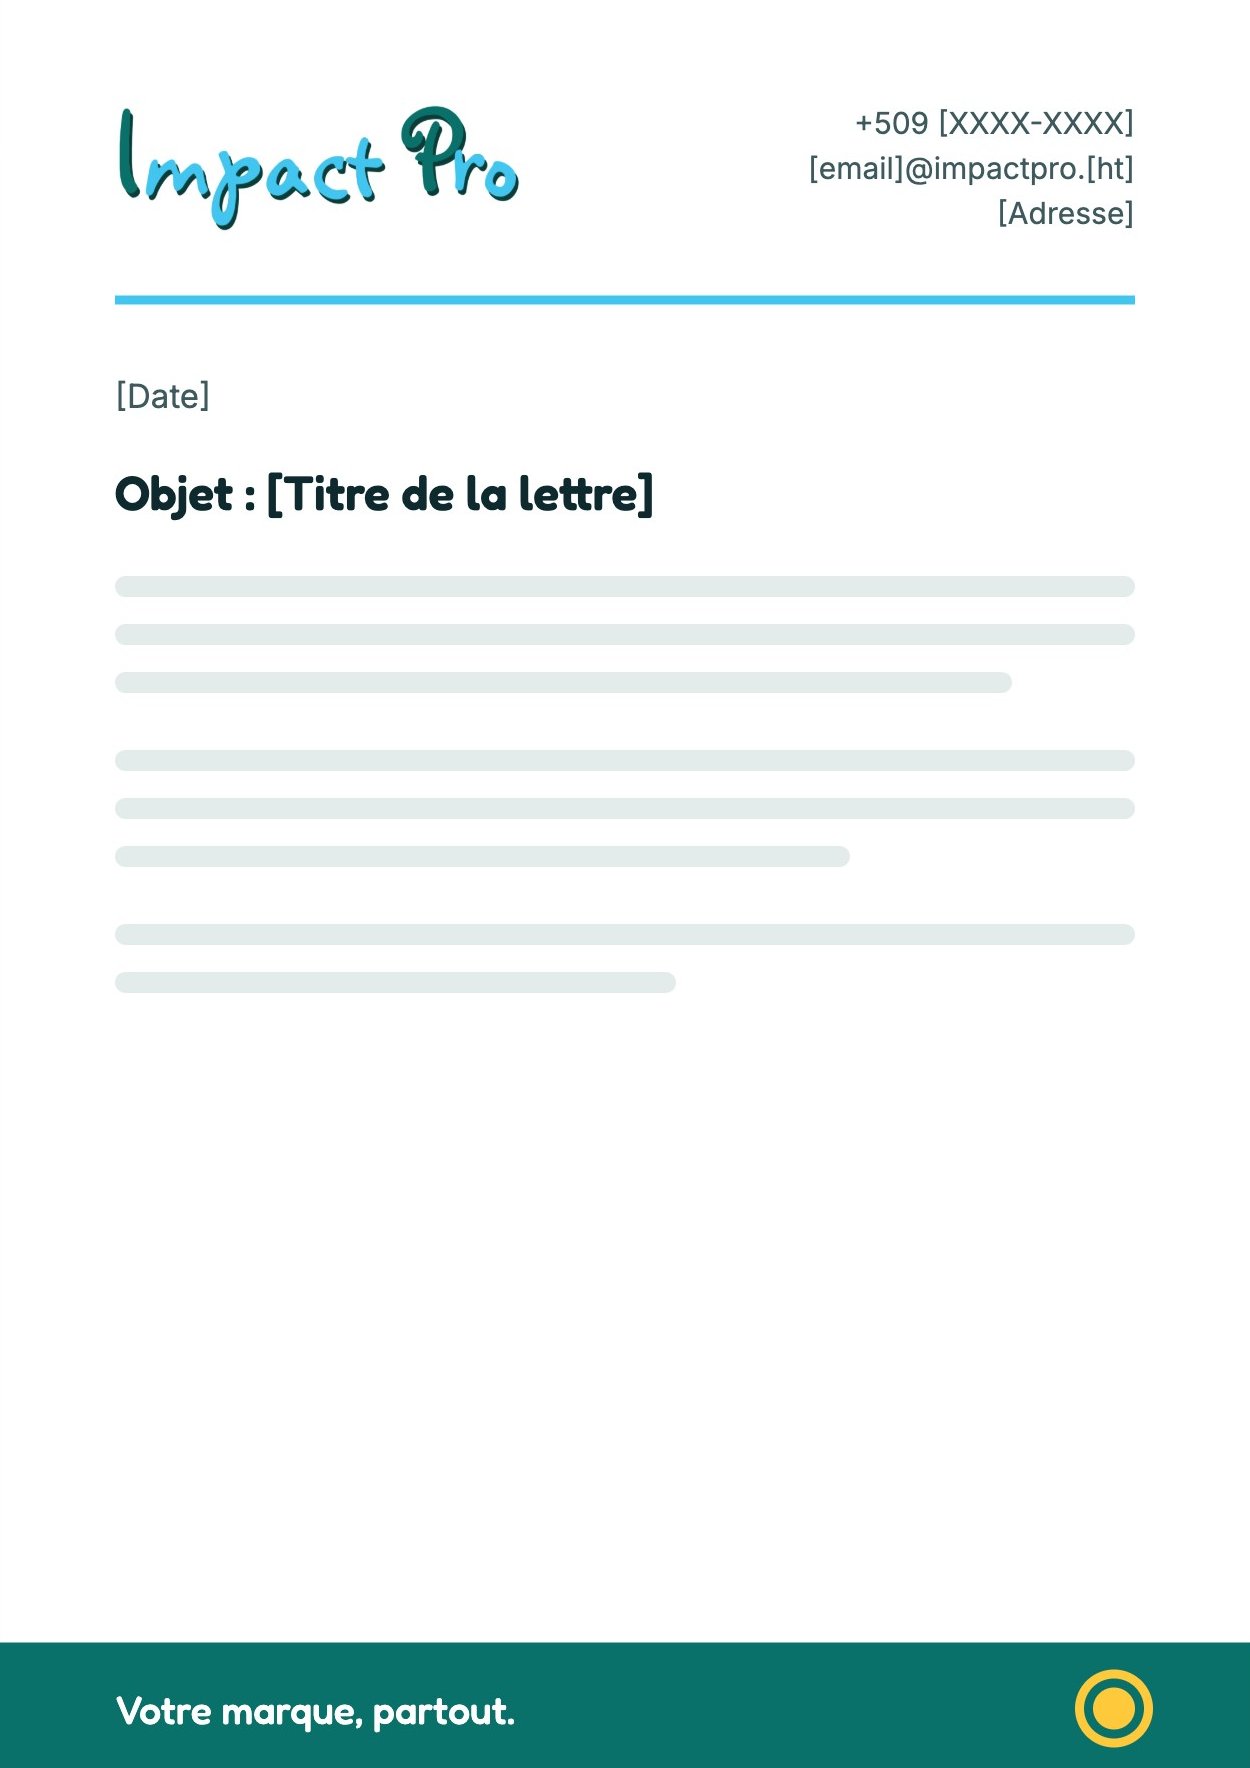 Impact Pro
+509 [XXXX-XXXX]
[email]@impactpro.[ht]
[Adresse]
[Date]
Objet : [Titre de la lettre]
Votre marque, partout.